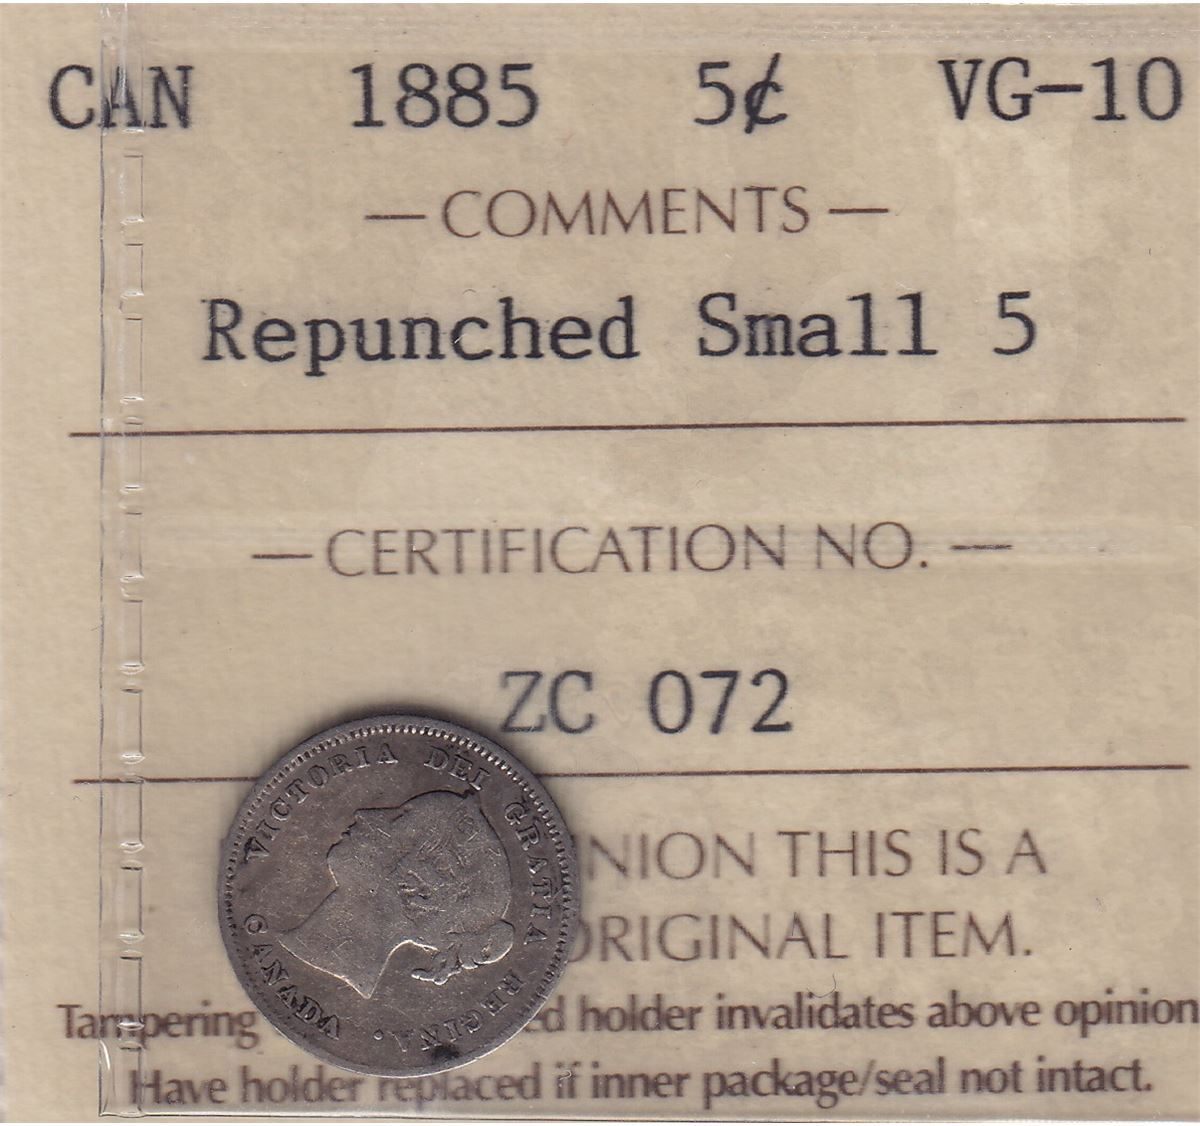 CAN 1885 5¢ VG-10
— COMMENTS —
Repunched Small 5
— CERTIFICATION NO. —
ZC 072
VICTORIA DEI GRATIA REGINA. CANADA
NION THIS IS A
ORIGINAL ITEM.
Tampering ed holder invalidates above opinion
Have holder replaced if inner package/seal not intact.